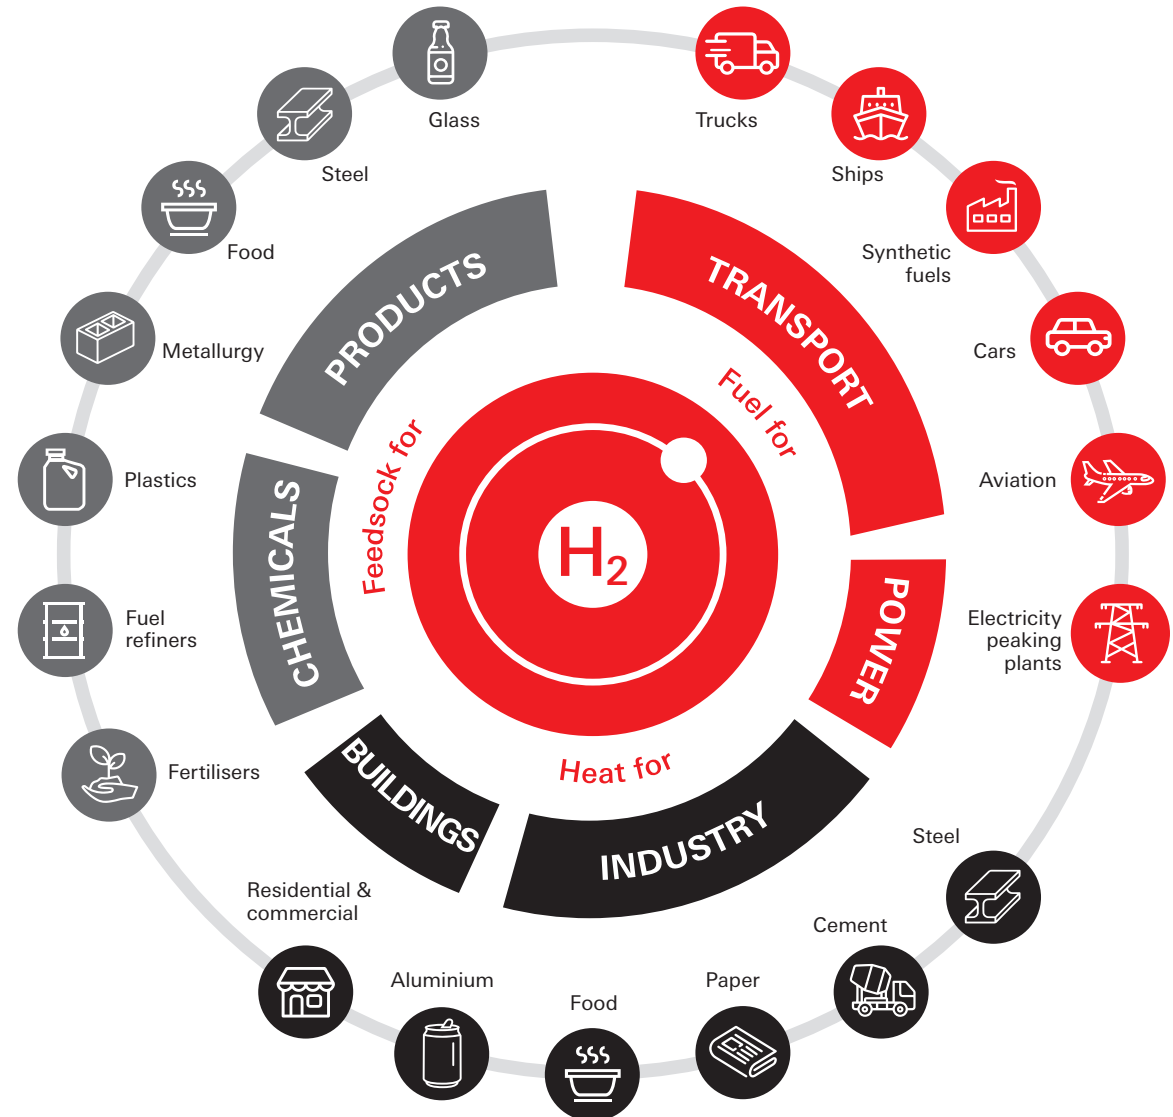 Glass
Trucks
Steel
Ships
Food
Synthetic
fuels
PRODUCTS
TRANSPORT
Metallurgy
Cars
Fuel for
Feedsock for
Plastics
Aviation
CHEMICALS
H2
POWER
Fuel
refiners
Electricity
peaking
plants
Fertilisers
Heat for
BUILDINGS
INDUSTRY
Steel
Residential &
commercial
Cement
Aluminium
Food
Paper